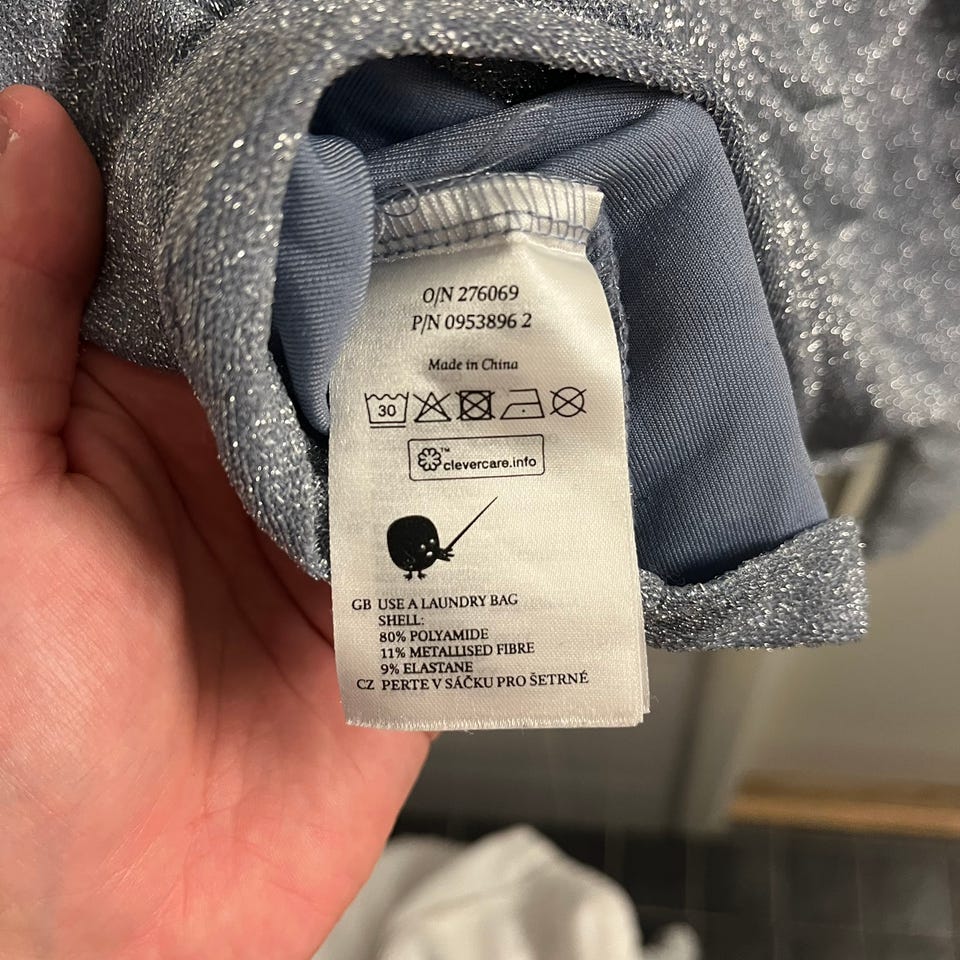 O/N 276069
P/N 0953896 2
Made in China
30
™ clevercare.info
GB USE A LAUNDRY BAG
SHELL:
80% POLYAMIDE
11% METALLISED FIBRE
9% ELASTANE
CZ PERTE V SÁČKU PRO ŠETRNÉ